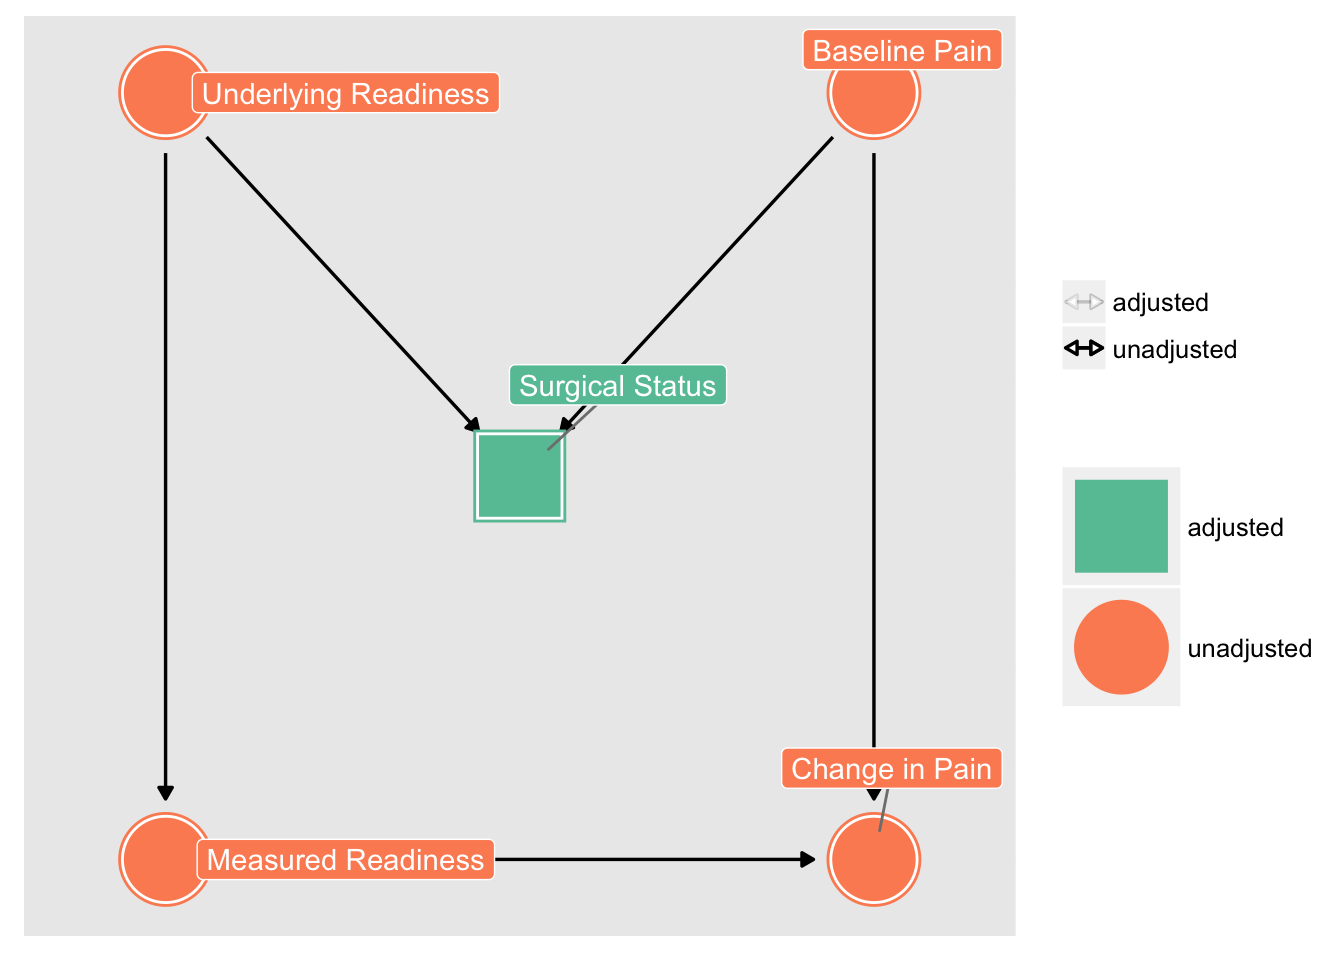 Baseline Pain
Underlying Readiness
Surgical Status
Change in Pain
Measured Readiness
adjusted
unadjusted
adjusted
unadjusted